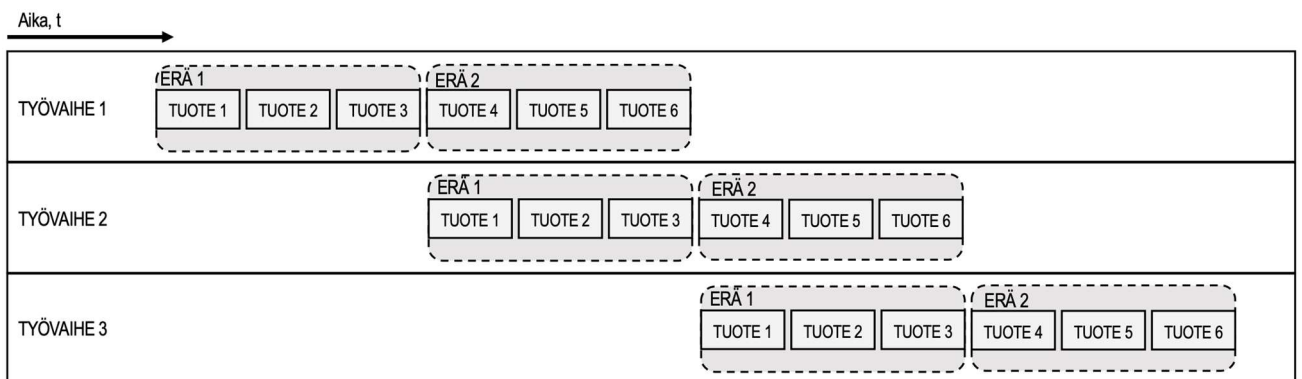 Aika, t
ERÄ 1 ERÄ 2
TYÖVAIHE 1 TUOTE 1 TUOTE 2 TUOTE 3 TUOTE 4 TUOTE 5 TUOTE 6
ERÄ 1 ERÄ 2
TYÖVAIHE 2 TUOTE 1 TUOTE 2 TUOTE 3 TUOTE 4 TUOTE 5 TUOTE 6
ERÄ 1 ERÄ 2
TYÖVAIHE 3 TUOTE 1 TUOTE 2 TUOTE 3 TUOTE 4 TUOTE 5 TUOTE 6